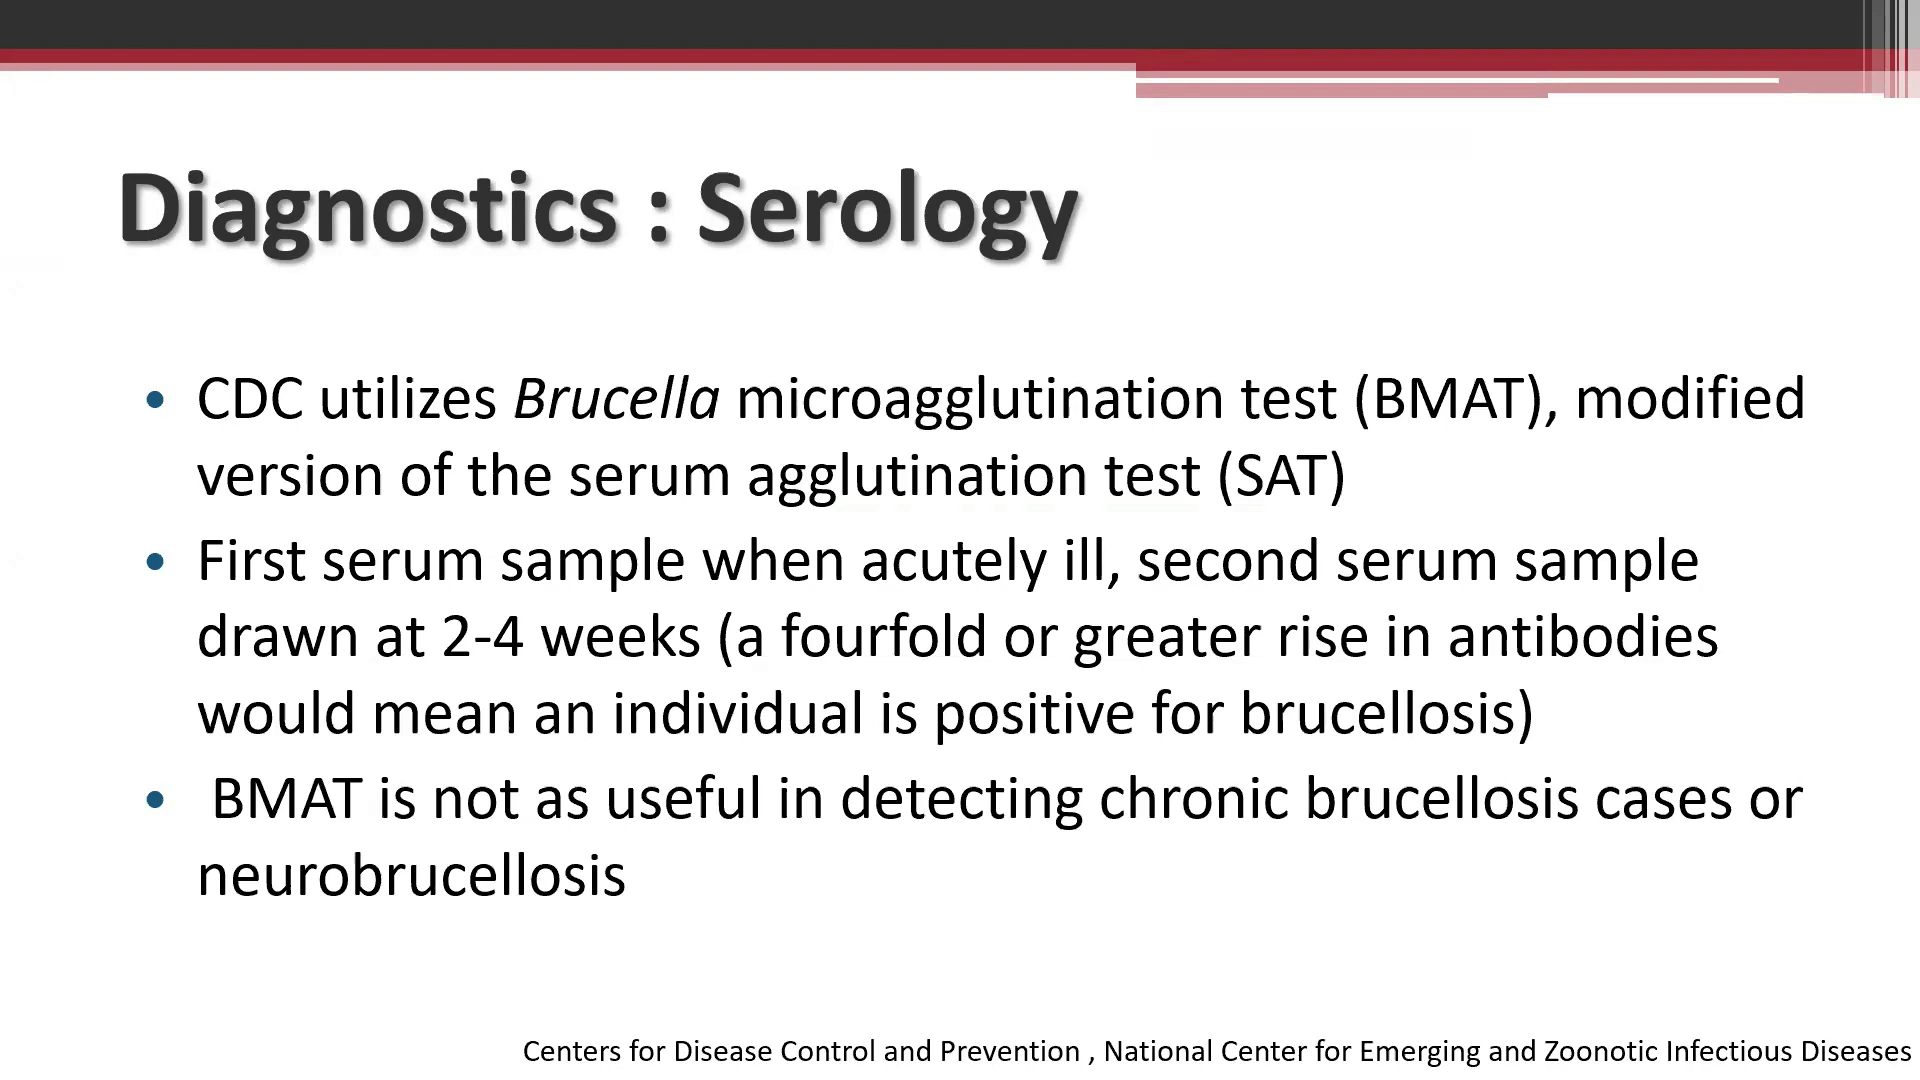 Diagnostics : Serology
• CDC utilizes Brucella microagglutination test (BMAT), modified
version of the serum agglutination test (SAT)
• First serum sample when acutely ill, second serum sample
drawn at 2-4 weeks (a fourfold or greater rise in antibodies
would mean an individual is positive for brucellosis)
• BMAT is not as useful in detecting chronic brucellosis cases or
neurobrucellosis
Centers for Disease Control and Prevention , National Center for Emerging and Zoonotic Infectious Diseases